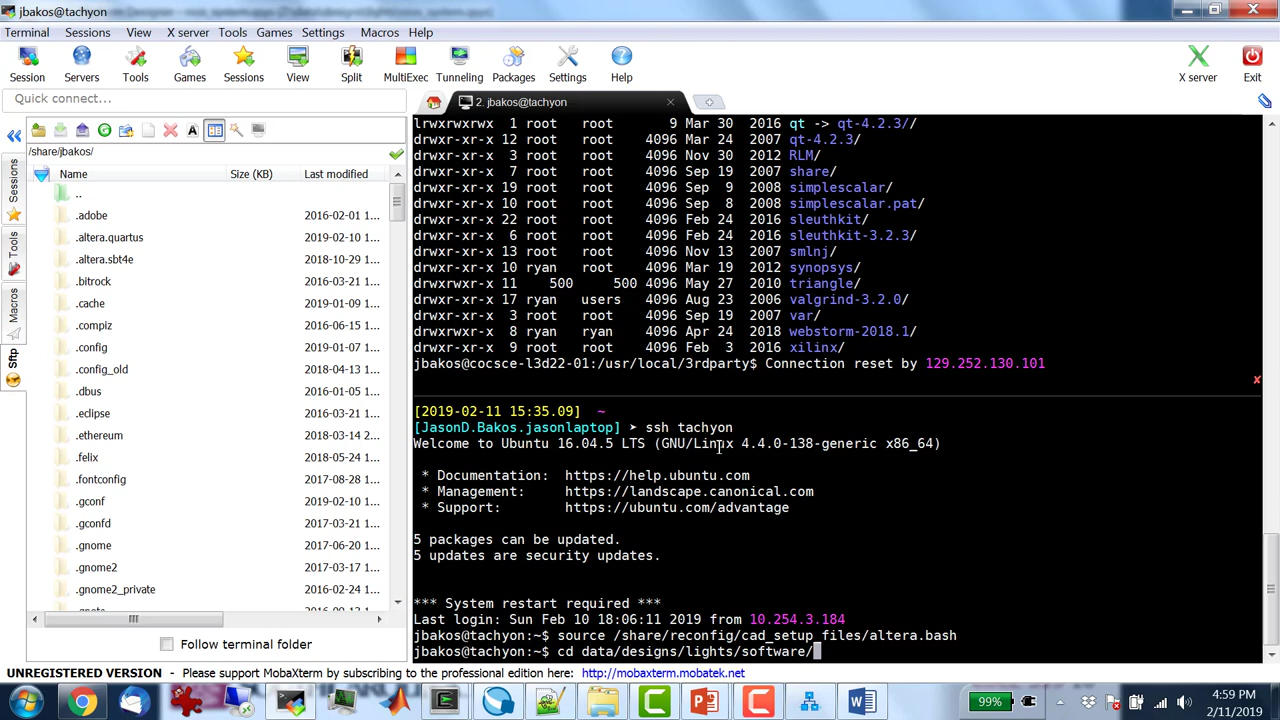 jbakos@tachyon
Terminal Sessions View X server Tools Games Settings Macros Help
Session Servers Tools Games Sessions View Split MultiExec Tunneling Packages Settings Help X server Exit
Quick connect...
2. jbakos@tachyon
/share/jbakos/
Name Size (KB) Last modified
..
.adobe 2016-02-01 1...
.altera.quartus 2019-02-10 1...
.altera.sbt4e 2018-10-29 1...
.bitrock 2016-03-21 1...
.cache 2019-01-09 1...
.compiz 2016-06-15 1...
.config 2019-01-07 1...
.config_old 2018-04-13 1...
.dbus 2016-01-01 1...
.eclipse 2016-03-21 1...
.ethereum 2018-04-13 1...
.felix 2016-03-21 1...
.fontconfig 2017-08-28 1...
.gconf 2019-02-10 1...
.gconfd 2017-03-21 1...
.gnome 2017-06-20 1...
.gnome2 2017-03-17 1...
.gnome2_private 2016-02-24 1...
Follow terminal folder
Sessions
Tools
Macros
Sftp
lrwxrwxrwx 1 root root 9 Mar 30 2016 qt -> qt-4.2.3//
drwxr-xr-x 12 root root 4096 Mar 24 2007 qt-4.2.3/
drwxr-xr-x 3 root root 4096 Nov 30 2012 RLM/
drwxr-xr-x 7 root root 4096 Sep 19 2007 share/
drwxr-xr-x 19 root root 4096 Sep 9 2008 simplescalar/
drwxr-xr-x 10 root root 4096 Sep 8 2008 simplescalar.pat/
drwxr-xr-x 22 root root 4096 Feb 24 2016 sleuthkit/
drwxr-xr-x 6 root root 4096 Feb 24 2016 sleuthkit-3.2.3/
drwxr-xr-x 13 root root 4096 Nov 13 2007 smlnj/
drwxr-xr-x 10 ryan root 4096 Mar 19 2012 synopsys/
drwxr-xr-x 11 500 500 4096 May 27 2010 triangle/
drwxr-xr-x 17 ryan users 4096 Aug 23 2006 valgrind-3.2.0/
drwxr-xr-x 3 root root 4096 Sep 19 2007 var/
drwxr-xr-x 8 ryan ryan 4096 Apr 24 2018 webstorm-2018.1/
drwxr-xr-x 9 root root 4096 Feb 3 2016 xilinx/
jbakos@cocsce-l3d22-01:/usr/local/3rdparty$ Connection reset by 129.252.130.101
[2019-02-11 15:35.09] ~
[JasonD.Bakos.jasonlaptop] ➤ ssh tachyon
Welcome to Ubuntu 16.04.5 LTS (GNU/Linux 4.4.0-138-generic x86_64)
* Documentation: https://help.ubuntu.com
* Management: https://landscape.canonical.com
* Support: https://ubuntu.com/advantage
5 packages can be updated.
5 updates are security updates.
*** System restart required ***
Last login: Sun Feb 10 18:06:11 2019 from 10.254.3.184
jbakos@tachyon:~$ source /share/reconfig/cad_setup_files/altera.bash
jbakos@tachyon:~$ cd data/designs/lights/software/
UNREGISTERED VERSION - Please support MobaXterm by subscribing to the professional edition here: http://mobaxterm.mobatek.net
99%
4:59 PM
2/11/2019